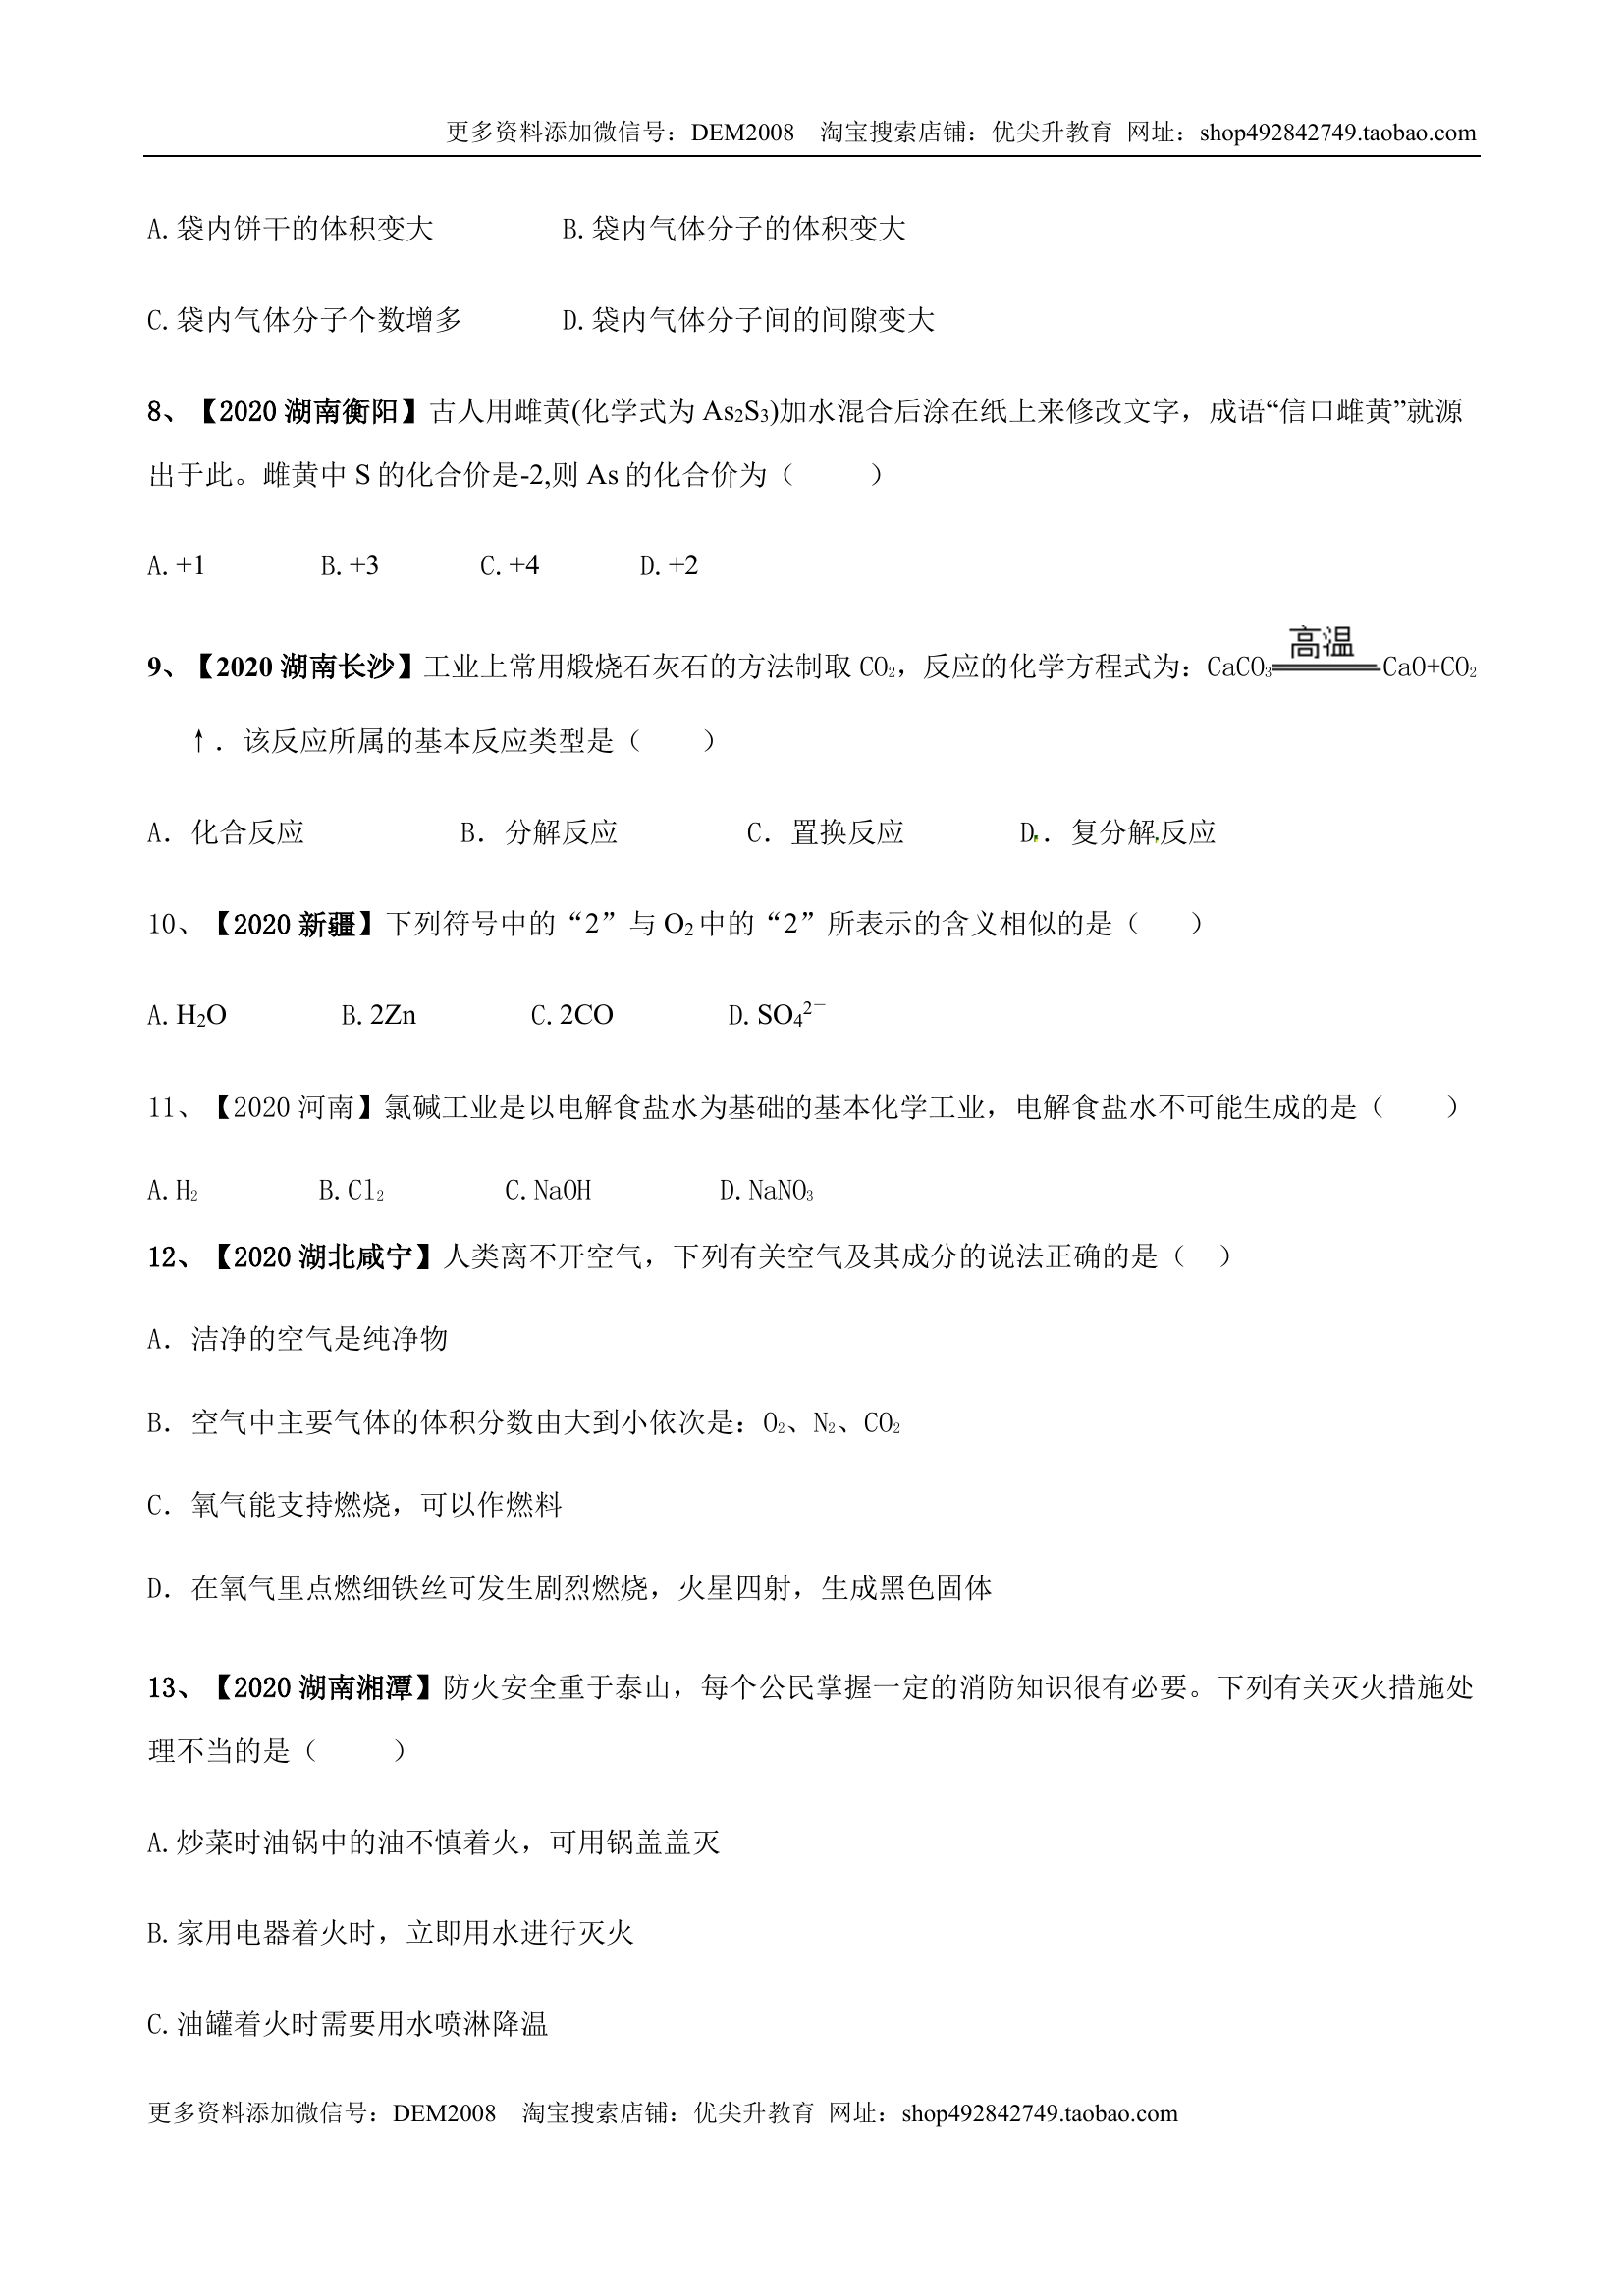 更多资料添加微信号：DEM2008　淘宝搜索店铺：优尖升教育 网址：shop492842749.taobao.com
A.袋内饼干的体积变大　　　　B.袋内气体分子的体积变大
C.袋内气体分子个数增多　　　D.袋内气体分子间的间隙变大
8、【2020 湖南衡阳】古人用雌黄(化学式为 As₂S₃)加水混合后涂在纸上来修改文字，成语“信口雌黄”就源
出于此。雌黄中 S 的化合价是-2,则 As 的化合价为（　　）
A.+1　　　　B.+3　　　　C.+4　　　　D.+2
9、【2020 湖南长沙】工业上常用煅烧石灰石的方法制取 CO₂，反应的化学方程式为：CaCO₃ 高温 CaO+CO₂
↑．该反应所属的基本反应类型是（　　）
A．化合反应　　　　B．分解反应　　　　C．置换反应　　　　D．复分解反应
10、【2020 新疆】下列符号中的“2”与 O₂ 中的“2”所表示的含义相似的是（　　）
A.H₂O　　　　B.2Zn　　　　C.2CO　　　　D.SO₄²⁻
11、【2020 河南】氯碱工业是以电解食盐水为基础的基本化学工业，电解食盐水不可能生成的是（　　）
A.H₂　　　　B.Cl₂　　　　C.NaOH　　　　D.NaNO₃
12、【2020 湖北咸宁】人类离不开空气，下列有关空气及其成分的说法正确的是（　）
A．洁净的空气是纯净物
B．空气中主要气体的体积分数由大到小依次是：O₂、N₂、CO₂
C．氧气能支持燃烧，可以作燃料
D．在氧气里点燃细铁丝可发生剧烈燃烧，火星四射，生成黑色固体
13、【2020 湖南湘潭】防火安全重于泰山，每个公民掌握一定的消防知识很有必要。下列有关灭火措施处
理不当的是（　　）
A.炒菜时油锅中的油不慎着火，可用锅盖盖灭
B.家用电器着火时，立即用水进行灭火
C.油罐着火时需要用水喷淋降温
更多资料添加微信号：DEM2008　淘宝搜索店铺：优尖升教育 网址：shop492842749.taobao.com